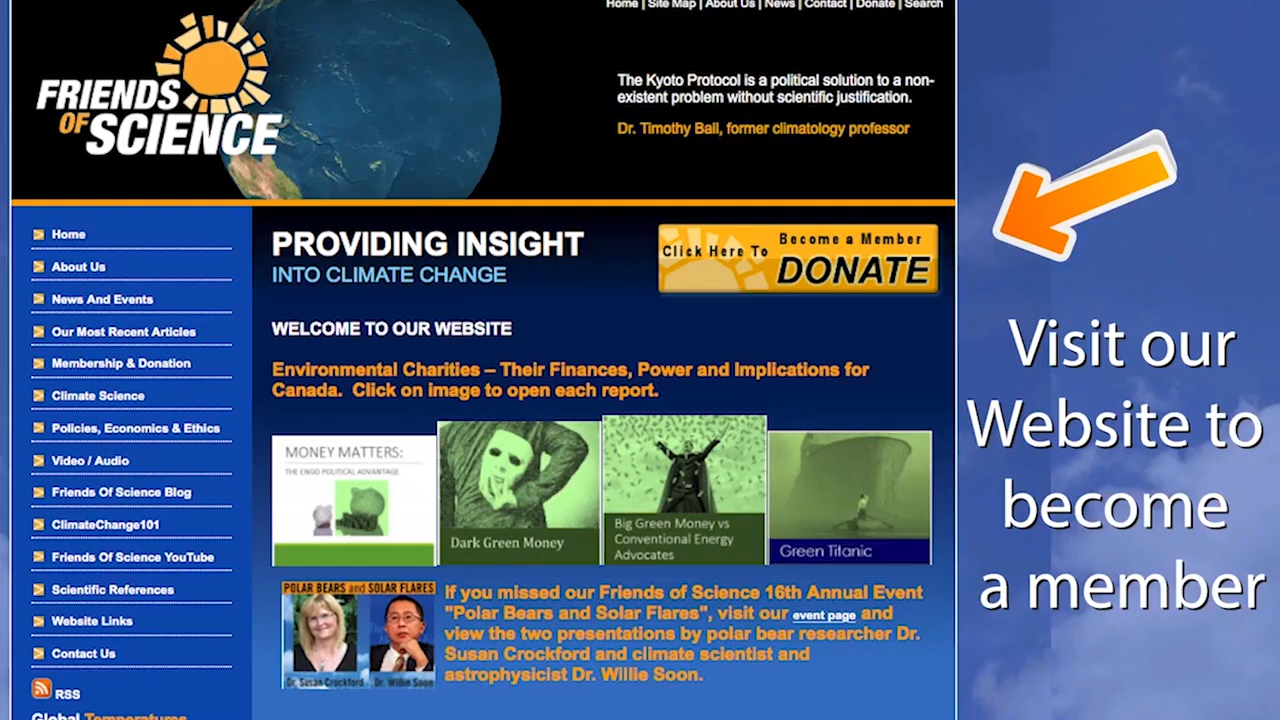 Home | Site Map | About Us | News | Contact | Donate | Search
FRIENDS
OF
SCIENCE
The Kyoto Protocol is a political solution to a non-
existent problem without scientific justification.
Dr. Timothy Ball, former climatology professor
Home
About Us
News And Events
Our Most Recent Articles
Membership & Donation
Climate Science
Policies, Economics & Ethics
Video / Audio
Friends Of Science Blog
ClimateChange101
Friends Of Science YouTube
Scientific References
Website Links
Contact Us
RSS
Global Temperatures
PROVIDING INSIGHT
INTO CLIMATE CHANGE
Click Here To
Become a Member
DONATE
WELCOME TO OUR WEBSITE
Environmental Charities – Their Finances, Power and Implications for
Canada. Click on image to open each report.
MONEY MATTERS:
THE ENGO POLITICAL ADVANTAGE
Dark Green Money
Big Green Money vs
Conventional Energy
Advocates
Green Titanic
POLAR BEARS and SOLAR FLARES
Dr. Susan Crockford
Dr. Willie Soon
If you missed our Friends of Science 16th Annual Event
"Polar Bears and Solar Flares", visit our event page and
view the two presentations by polar bear researcher Dr.
Susan Crockford and climate scientist and
astrophysicist Dr. Willie Soon.
Visit our
Website to
become
a member